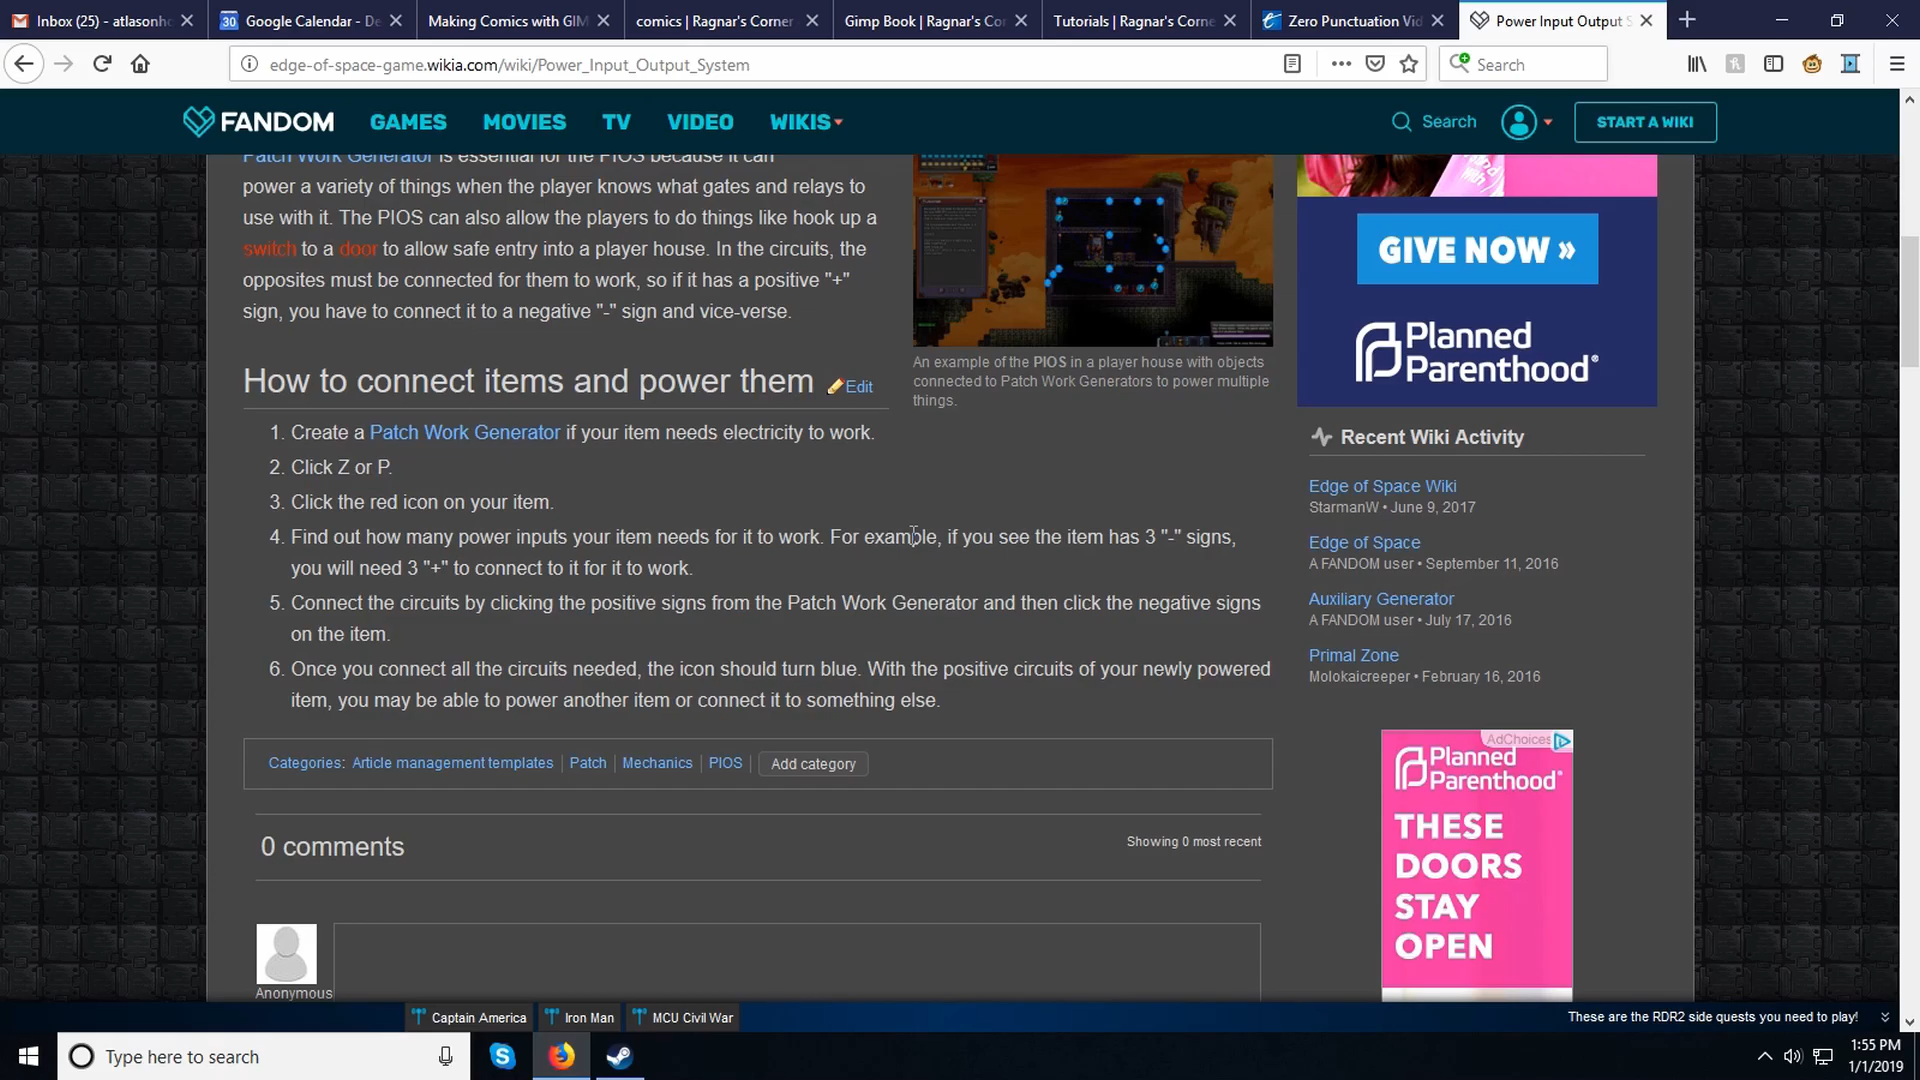 Inbox (25) - atlasonh
Google Calendar - De
Making Comics with GIM
comics | Ragnar's Corner
Gimp Book | Ragnar's Cor
Tutorials | Ragnar's Corne
Zero Punctuation Vid
Power Input Output S
edge-of-space-game.wikia.com/wiki/Power_Input_Output_System
Search
FANDOM
GAMES
MOVIES
TV
VIDEO
WIKIS
Search
START A WIKI
Patch Work Generator is essential for the PIOS because it can
power a variety of things when the player knows what gates and relays to
use with it. The PIOS can also allow the players to do things like hook up a
switch to a door to allow safe entry into a player house. In the circuits, the
opposites must be connected for them to work, so if it has a positive "+"
sign, you have to connect it to a negative "-" sign and vice-verse.
An example of the PIOS in a player house with objects
connected to Patch Work Generators to power multiple
things.
How to connect items and power them
Edit
1. Create a Patch Work Generator if your item needs electricity to work.
2. Click Z or P.
3. Click the red icon on your item.
4. Find out how many power inputs your item needs for it to work. For example, if you see the item has 3 "-" signs,
you will need 3 "+" to connect to it for it to work.
5. Connect the circuits by clicking the positive signs from the Patch Work Generator and then click the negative signs
on the item.
6. Once you connect all the circuits needed, the icon should turn blue. With the positive circuits of your newly powered
item, you may be able to power another item or connect it to something else.
Categories: Article management templates | Patch | Mechanics | PIOS | Add category
0 comments
Showing 0 most recent
Anonymous
GIVE NOW »
Planned
Parenthood®
Recent Wiki Activity
Edge of Space Wiki
StarmanW • June 9, 2017
Edge of Space
A FANDOM user • September 11, 2016
Auxiliary Generator
A FANDOM user • July 17, 2016
Primal Zone
Molokaicreeper • February 16, 2016
AdChoices
Planned
Parenthood®
THESE
DOORS
STAY
OPEN
Captain America
Iron Man
MCU Civil War
These are the RDR2 side quests you need to play!
Type here to search
1:55 PM
1/1/2019